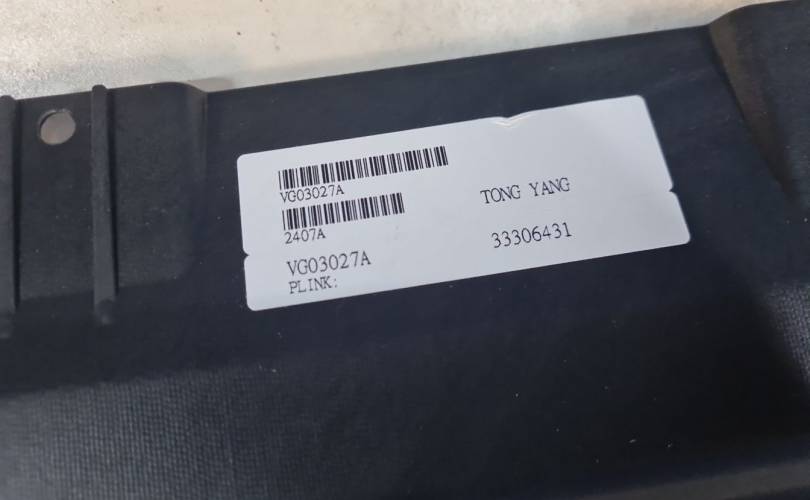 VG03027A
2407A
VG03027A
PLINK:
TONG YANG
33306431